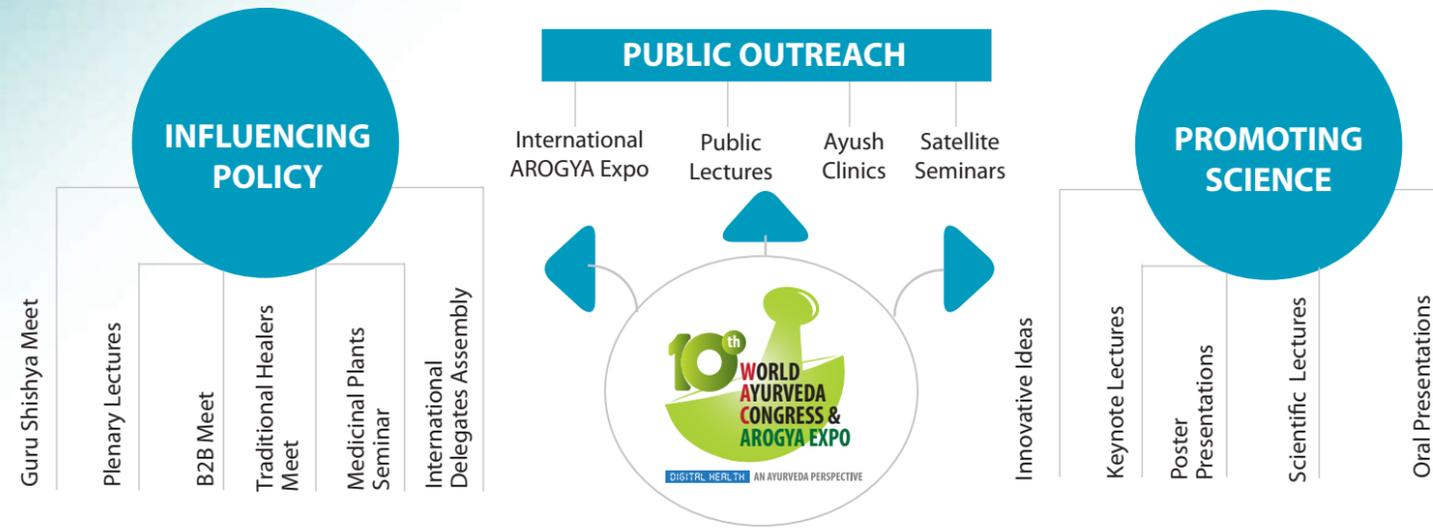 INFLUENCING
POLICY
Guru Shishya Meet
Plenary Lectures
B2B Meet
Traditional Healers
Meet
Medicinal Plants
Seminar
International
Delegates Assembly
PUBLIC OUTREACH
International
AROGYA Expo
Public
Lectures
Ayush
Clinics
Satellite
Seminars
10th
WORLD
AYURVEDA
CONGRESS &
AROGYA EXPO
DIGITAL HEALTH AN AYURVEDA PERSPECTIVE
PROMOTING
SCIENCE
Innovative Ideas
Keynote Lectures
Poster
Presentations
Scientific Lectures
Oral Presentations